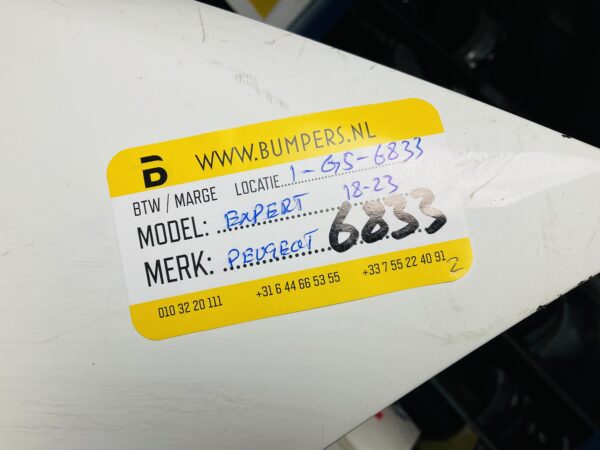 B WWW.BUMPERS.NL
BTW / MARGE LOCATIE 1-GS-6833
MODEL: EXPERT 18-23
MERK: PEUGEOT 6833
010 32 20 111 +31 6 44 66 53 55 +33 7 55 22 40 91 2